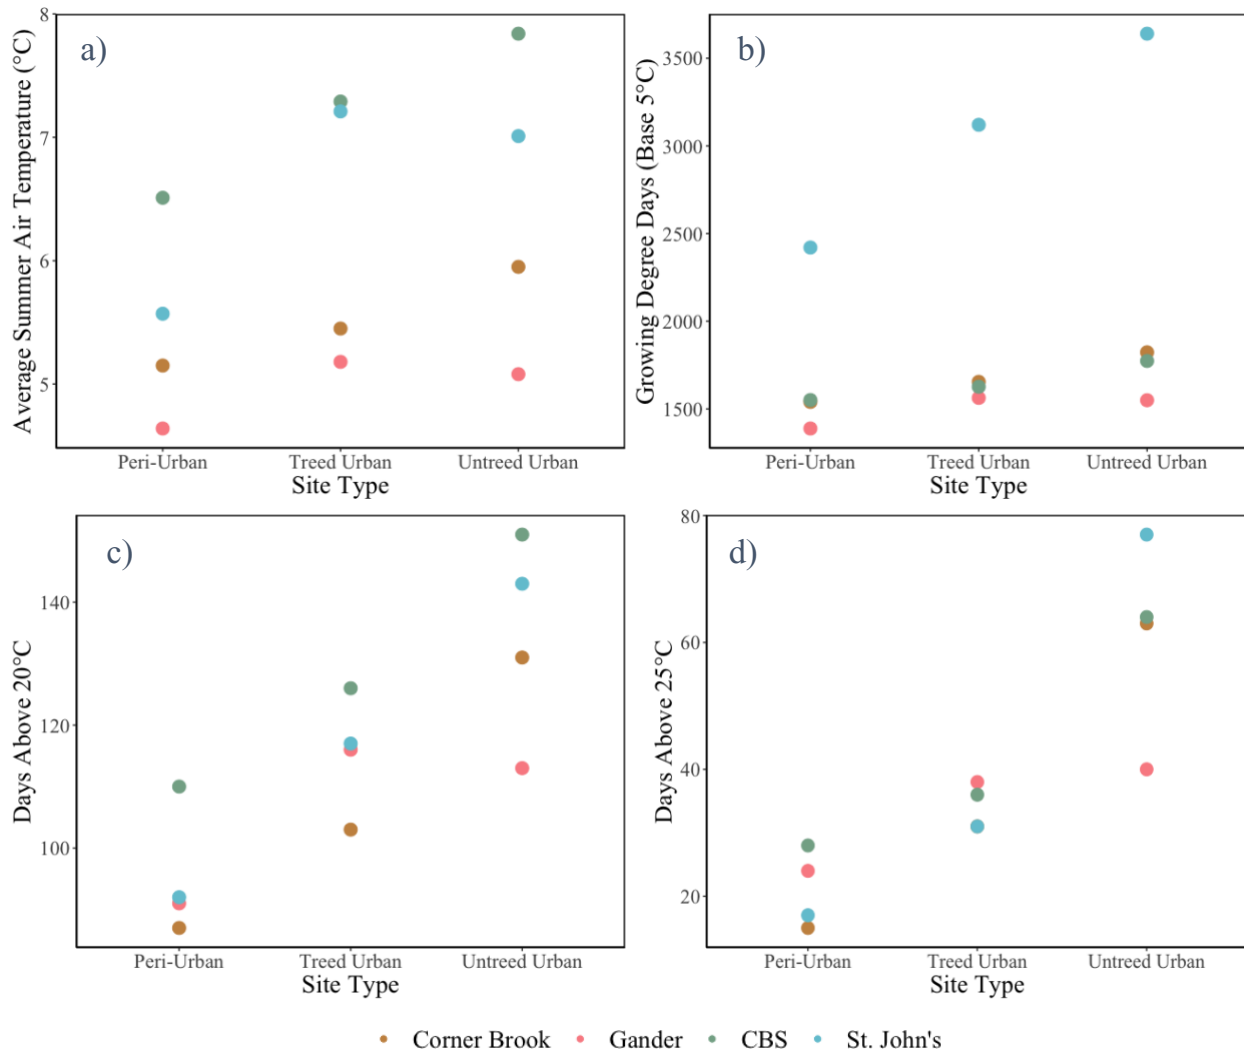 a)
Average Summer Air Temperature (°C)
8
7
6
5
Peri-Urban Treed Urban Untreed Urban
Site Type
b)
Growing Degree Days (Base 5°C)
3500
3000
2500
2000
1500
Peri-Urban Treed Urban Untreed Urban
Site Type
c)
Days Above 20°C
140
120
100
Peri-Urban Treed Urban Untreed Urban
Site Type
d)
Days Above 25°C
80
60
40
20
Peri-Urban Treed Urban Untreed Urban
Site Type
Corner Brook Gander CBS St. John's